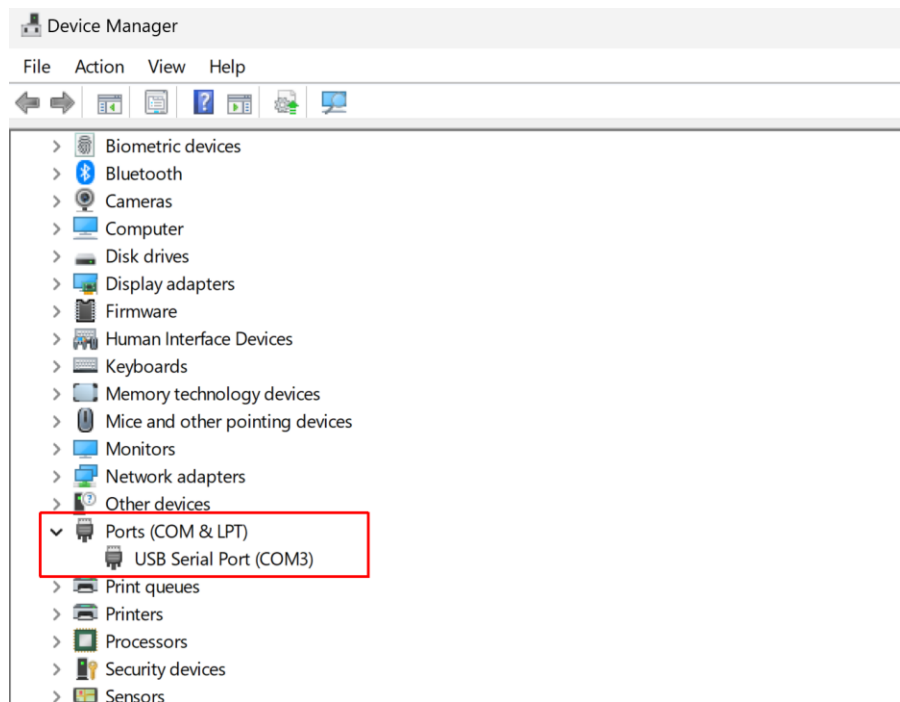 Device Manager
File Action View Help
Biometric devices
Bluetooth
Cameras
Computer
Disk drives
Display adapters
Firmware
Human Interface Devices
Keyboards
Memory technology devices
Mice and other pointing devices
Monitors
Network adapters
Other devices
Ports (COM & LPT)
USB Serial Port (COM3)
Print queues
Printers
Processors
Security devices
Sensors